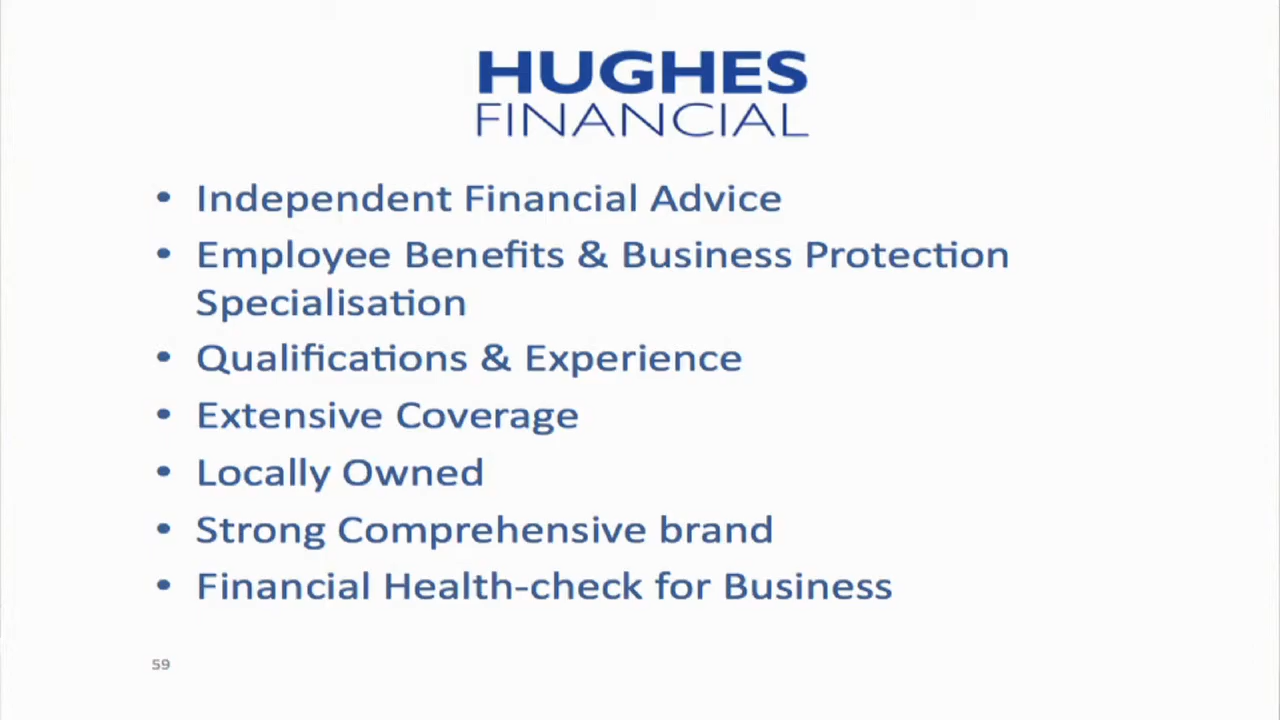 HUGHES
FINANCIAL
• Independent Financial Advice
• Employee Benefits & Business Protection
Specialisation
• Qualifications & Experience
• Extensive Coverage
• Locally Owned
• Strong Comprehensive brand
• Financial Health-check for Business
59